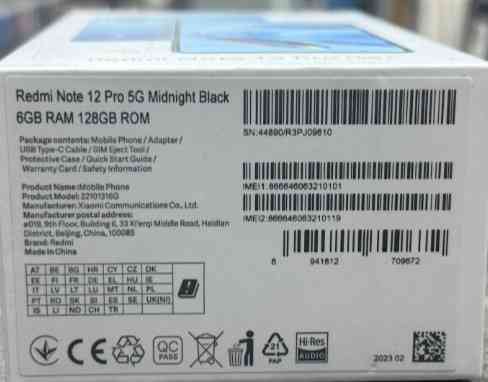 Redmi Note 12 Pro 5G Midnight Black
6GB RAM 128GB ROM
SN:44890/R3PJ09610
Package contents: Mobile Phone / Adapter /
USB Type-C Cable / SIM Eject Tool /
Protective Case / Quick Start Guide /
Warranty Card / Safety Information
Product Name:Mobile Phone
Product Model:22101316G
Manufacturer: Xiaomi Communications Co., Ltd.
Manufacturer postal address:
#019, 9th Floor, Building 6, 33 Xi'erqi Middle Road, Haidian
District, Beijing, China, 100085
Brand: Redmi
Made in China
IMEI1:866646063210101
IMEI2:866646063210119
6 941812 709672
AT BE BG HR CY CZ DK
EE FI FR DE EL HU IE
IT LV LT LU MT NL PL
PT RO SK SI ES SE UK(NI)
IS LI NO CH TR
CE
QC
PASS
21
PAP
Hi-Res
AUDIO
2023 02